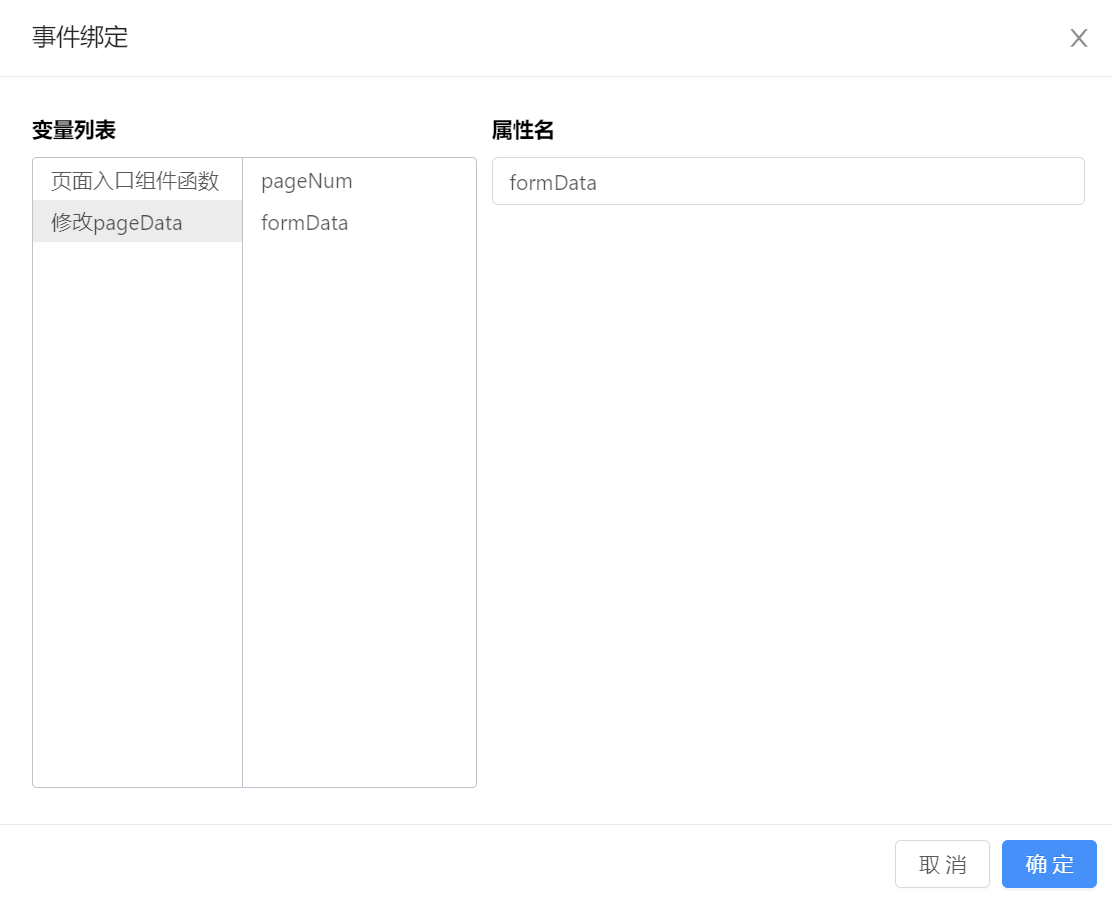 事件绑定
变量列表
属性名
页面入口组件函数
pageNum
formData
修改pageData
formData
取 消
确 定